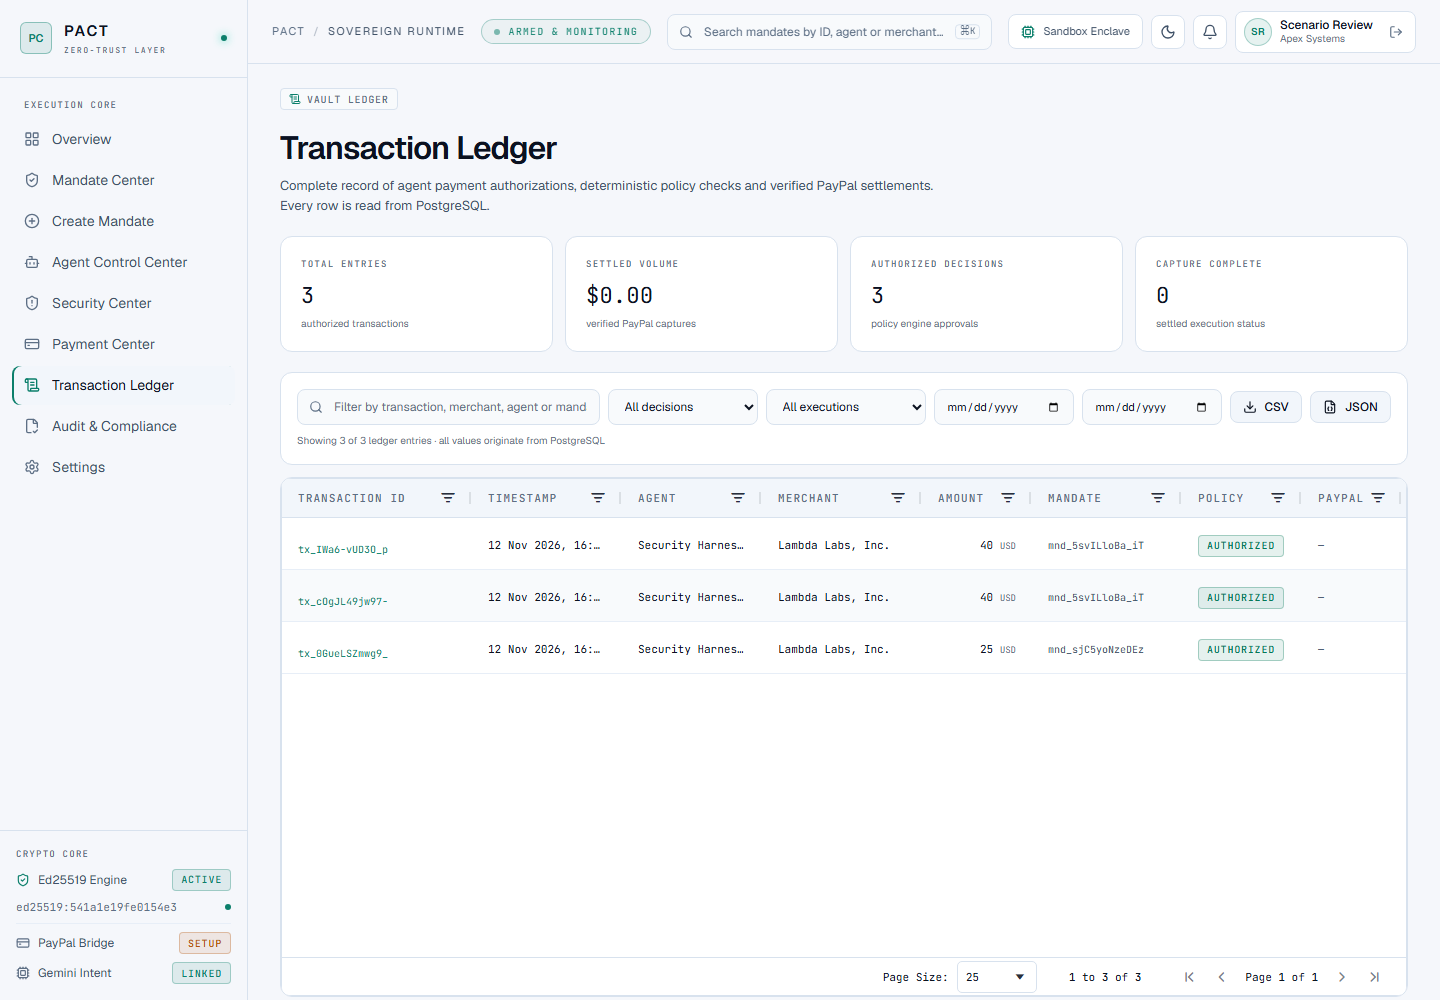 PC
PACT
ZERO-TRUST LAYER
EXECUTION CORE
Overview
Mandate Center
Create Mandate
Agent Control Center
Security Center
Payment Center
Transaction Ledger
Audit & Compliance
Settings
CRYPTO CORE
Ed25519 Engine ACTIVE
ed25519:541a1e19fe0154e3
PayPal Bridge SETUP
Gemini Intent LINKED
PACT / SOVEREIGN RUNTIME ARMED & MONITORING Search mandates by ID, agent or merchant… ⌘K Sandbox Enclave SR Scenario Review
Apex Systems
VAULT LEDGER
Transaction Ledger
Complete record of agent payment authorizations, deterministic policy checks and verified PayPal settlements.
Every row is read from PostgreSQL.
TOTAL ENTRIES
3
authorized transactions
SETTLED VOLUME
$0.00
verified PayPal captures
AUTHORIZED DECISIONS
3
policy engine approvals
CAPTURE COMPLETE
0
settled execution status
Filter by transaction, merchant, agent or mand All decisions All executions mm/dd/yyyy mm/dd/yyyy CSV JSON
Showing 3 of 3 ledger entries · all values originate from PostgreSQL
TRANSACTION ID TIMESTAMP AGENT MERCHANT AMOUNT MANDATE POLICY PAYPAL
tx_IWa6-vUD3O_p 12 Nov 2026, 16:… Security Harnes… Lambda Labs, Inc. 40 USD mnd_5svILloBa_iT AUTHORIZED —
tx_cOgJL49jw97- 12 Nov 2026, 16:… Security Harnes… Lambda Labs, Inc. 40 USD mnd_5svILloBa_iT AUTHORIZED —
tx_0GueLSZmwg9_ 12 Nov 2026, 16:… Security Harnes… Lambda Labs, Inc. 25 USD mnd_sjC5yoNzeDEz AUTHORIZED —
Page Size: 25 1 to 3 of 3 Page 1 of 1